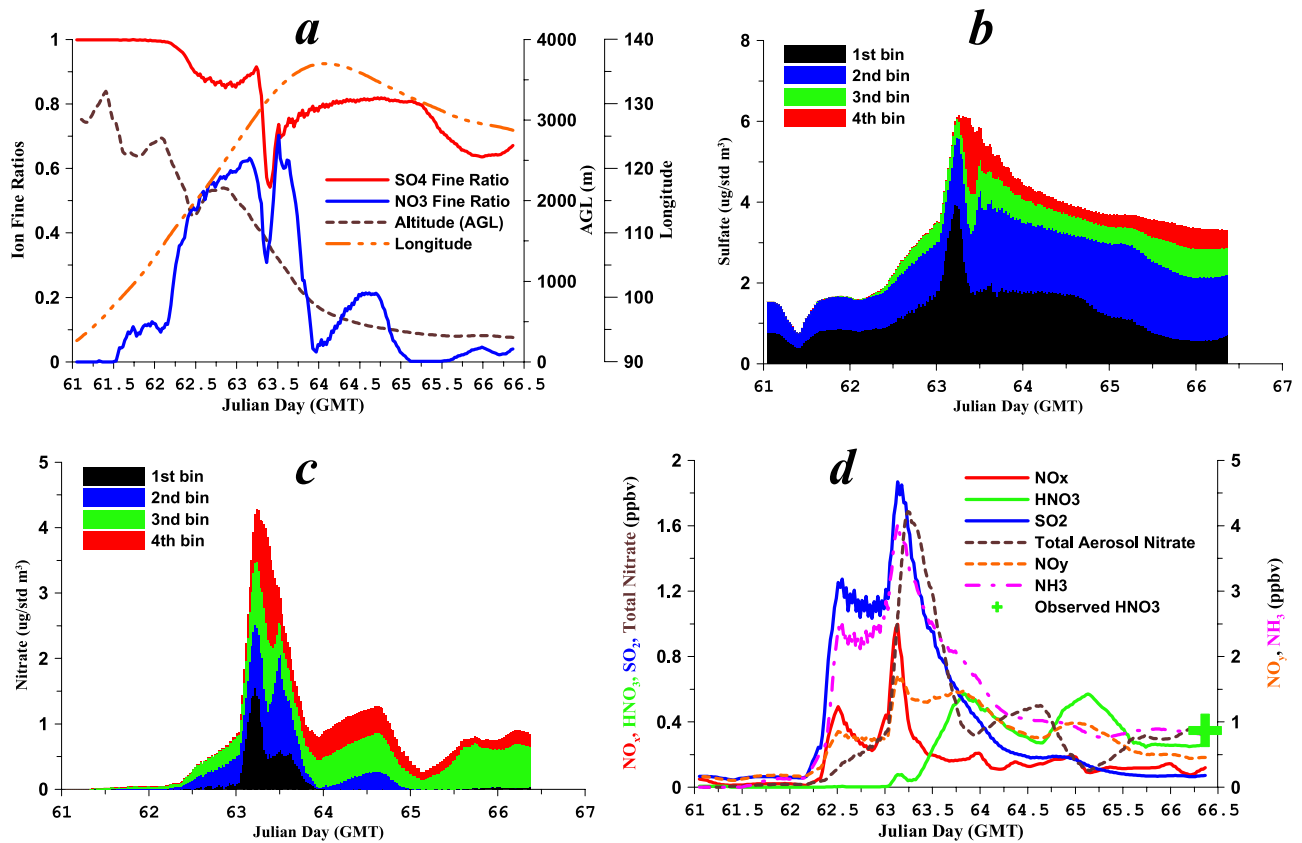 a
1
0.8
0.6
0.4
0.2
0
Ion Fine Ratios
4000
3000
2000
1000
0
AGL (m)
140
130
120
110
100
90
Longitude
SO4 Fine Ratio
NO3 Fine Ratio
Altitude (AGL)
Longitude
61 61.5 62 62.5 63 63.5 64 64.5 65 65.5 66 66.5
Julian Day (GMT)
b
8
6
4
2
0
Sulfate (ug/std m³)
1st bin
2nd bin
3nd bin
4th bin
61 62 63 64 65 66 67
Julian Day (GMT)
c
5
4
3
2
1
0
Nitrate (ug/std m³)
1st bin
2nd bin
3nd bin
4th bin
61 62 63 64 65 66 67
Julian Day (GMT)
d
2
1.6
1.2
0.8
0.4
0
NOx, HNO3, SO2, Total Nitrate (ppbv)
5
4
3
2
1
0
NOy, NH3 (ppbv)
NOx
HNO3
SO2
Total Aerosol Nitrate
NOy
NH3
Observed HNO3
61 61.5 62 62.5 63 63.5 64 64.5 65 65.5 66 66.5
Julian Day (GMT)